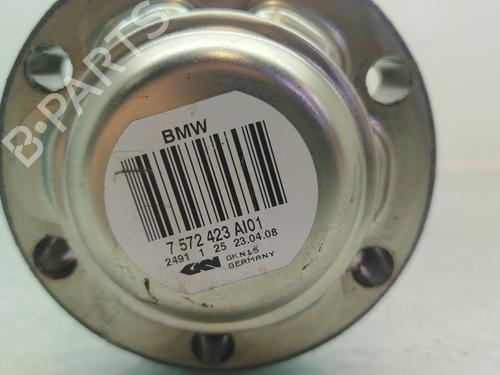 B-PARTS
BMW
7 572 423 AI01
2491 1 25 23.04.08
GKN GKN15
GERMANY